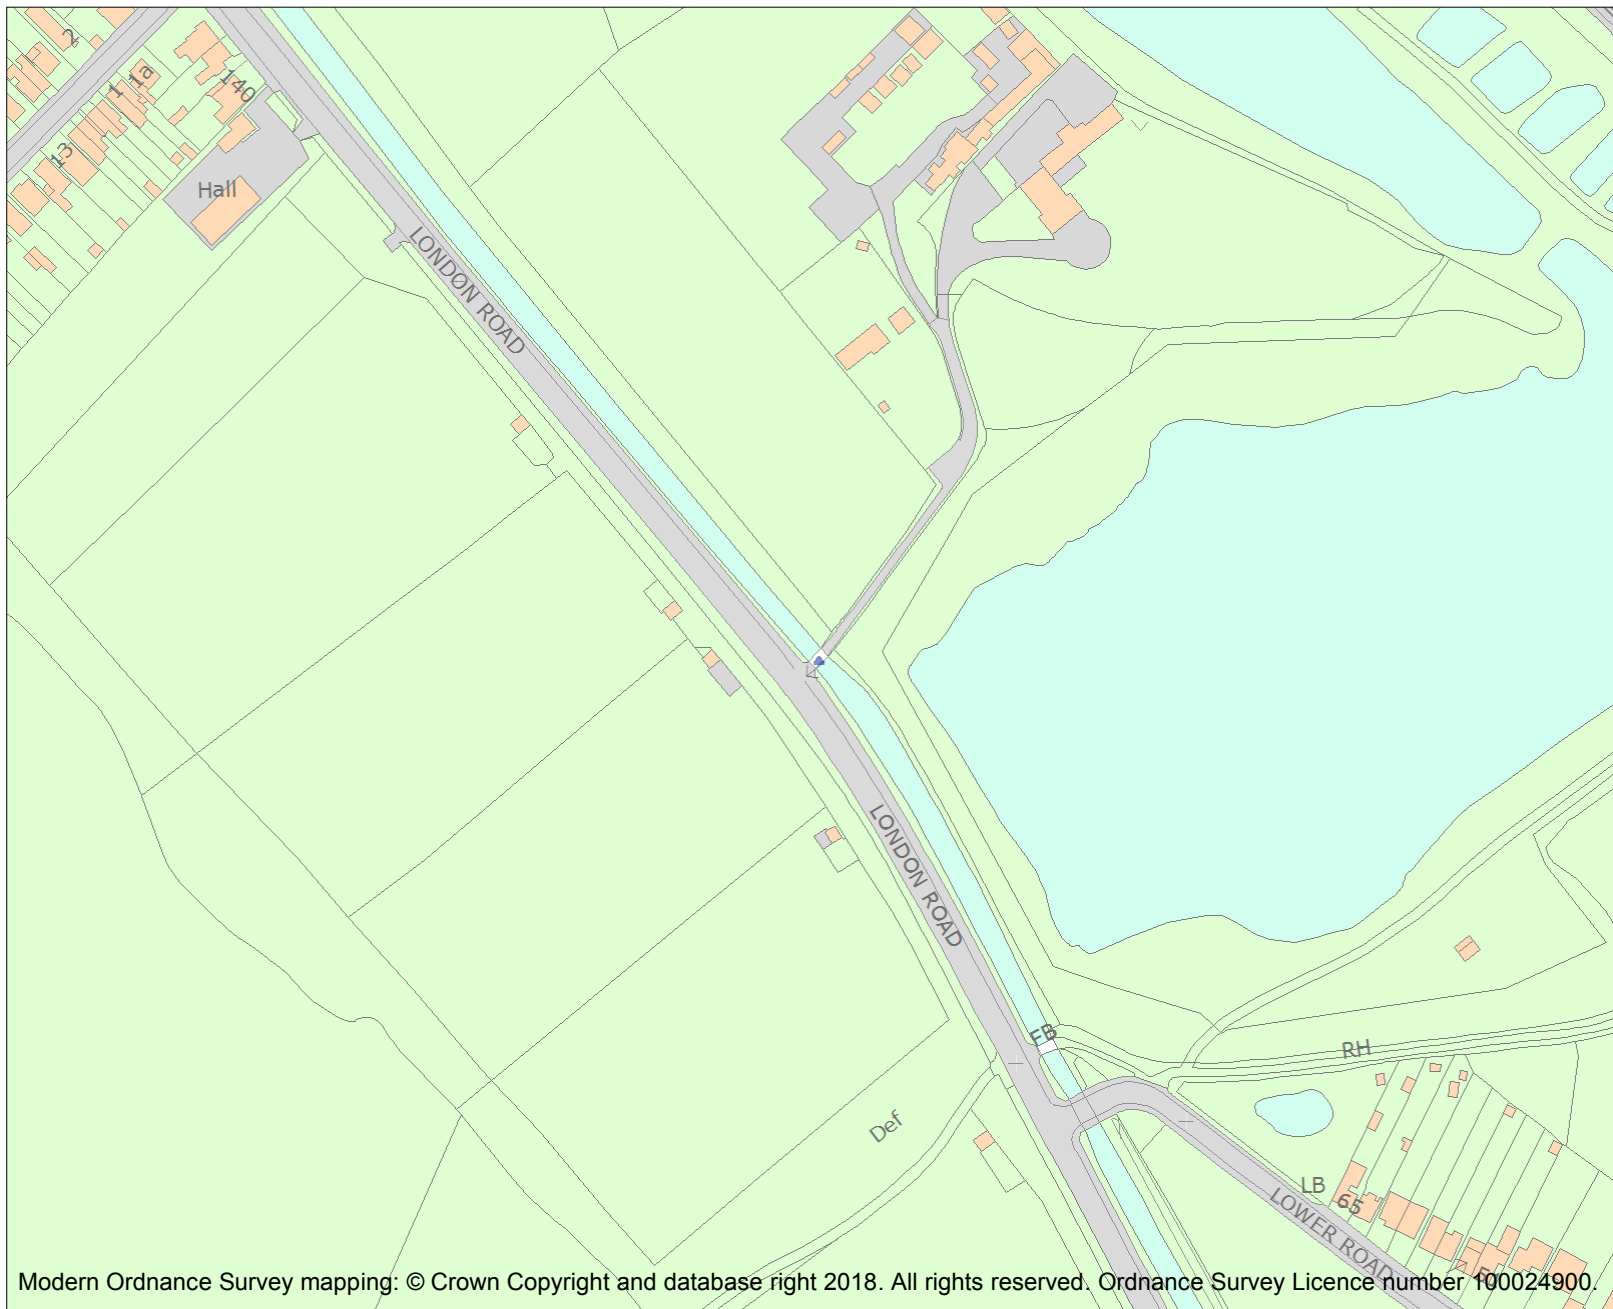 2
1a
1
140
13
Hall
LONDON ROAD
LONDON ROAD
FB
RH
Def
LB
65
LOWER ROAD
Modern Ordnance Survey mapping: © Crown Copyright and database right 2018. All rights reserved. Ordnance Survey Licence number 100024900.